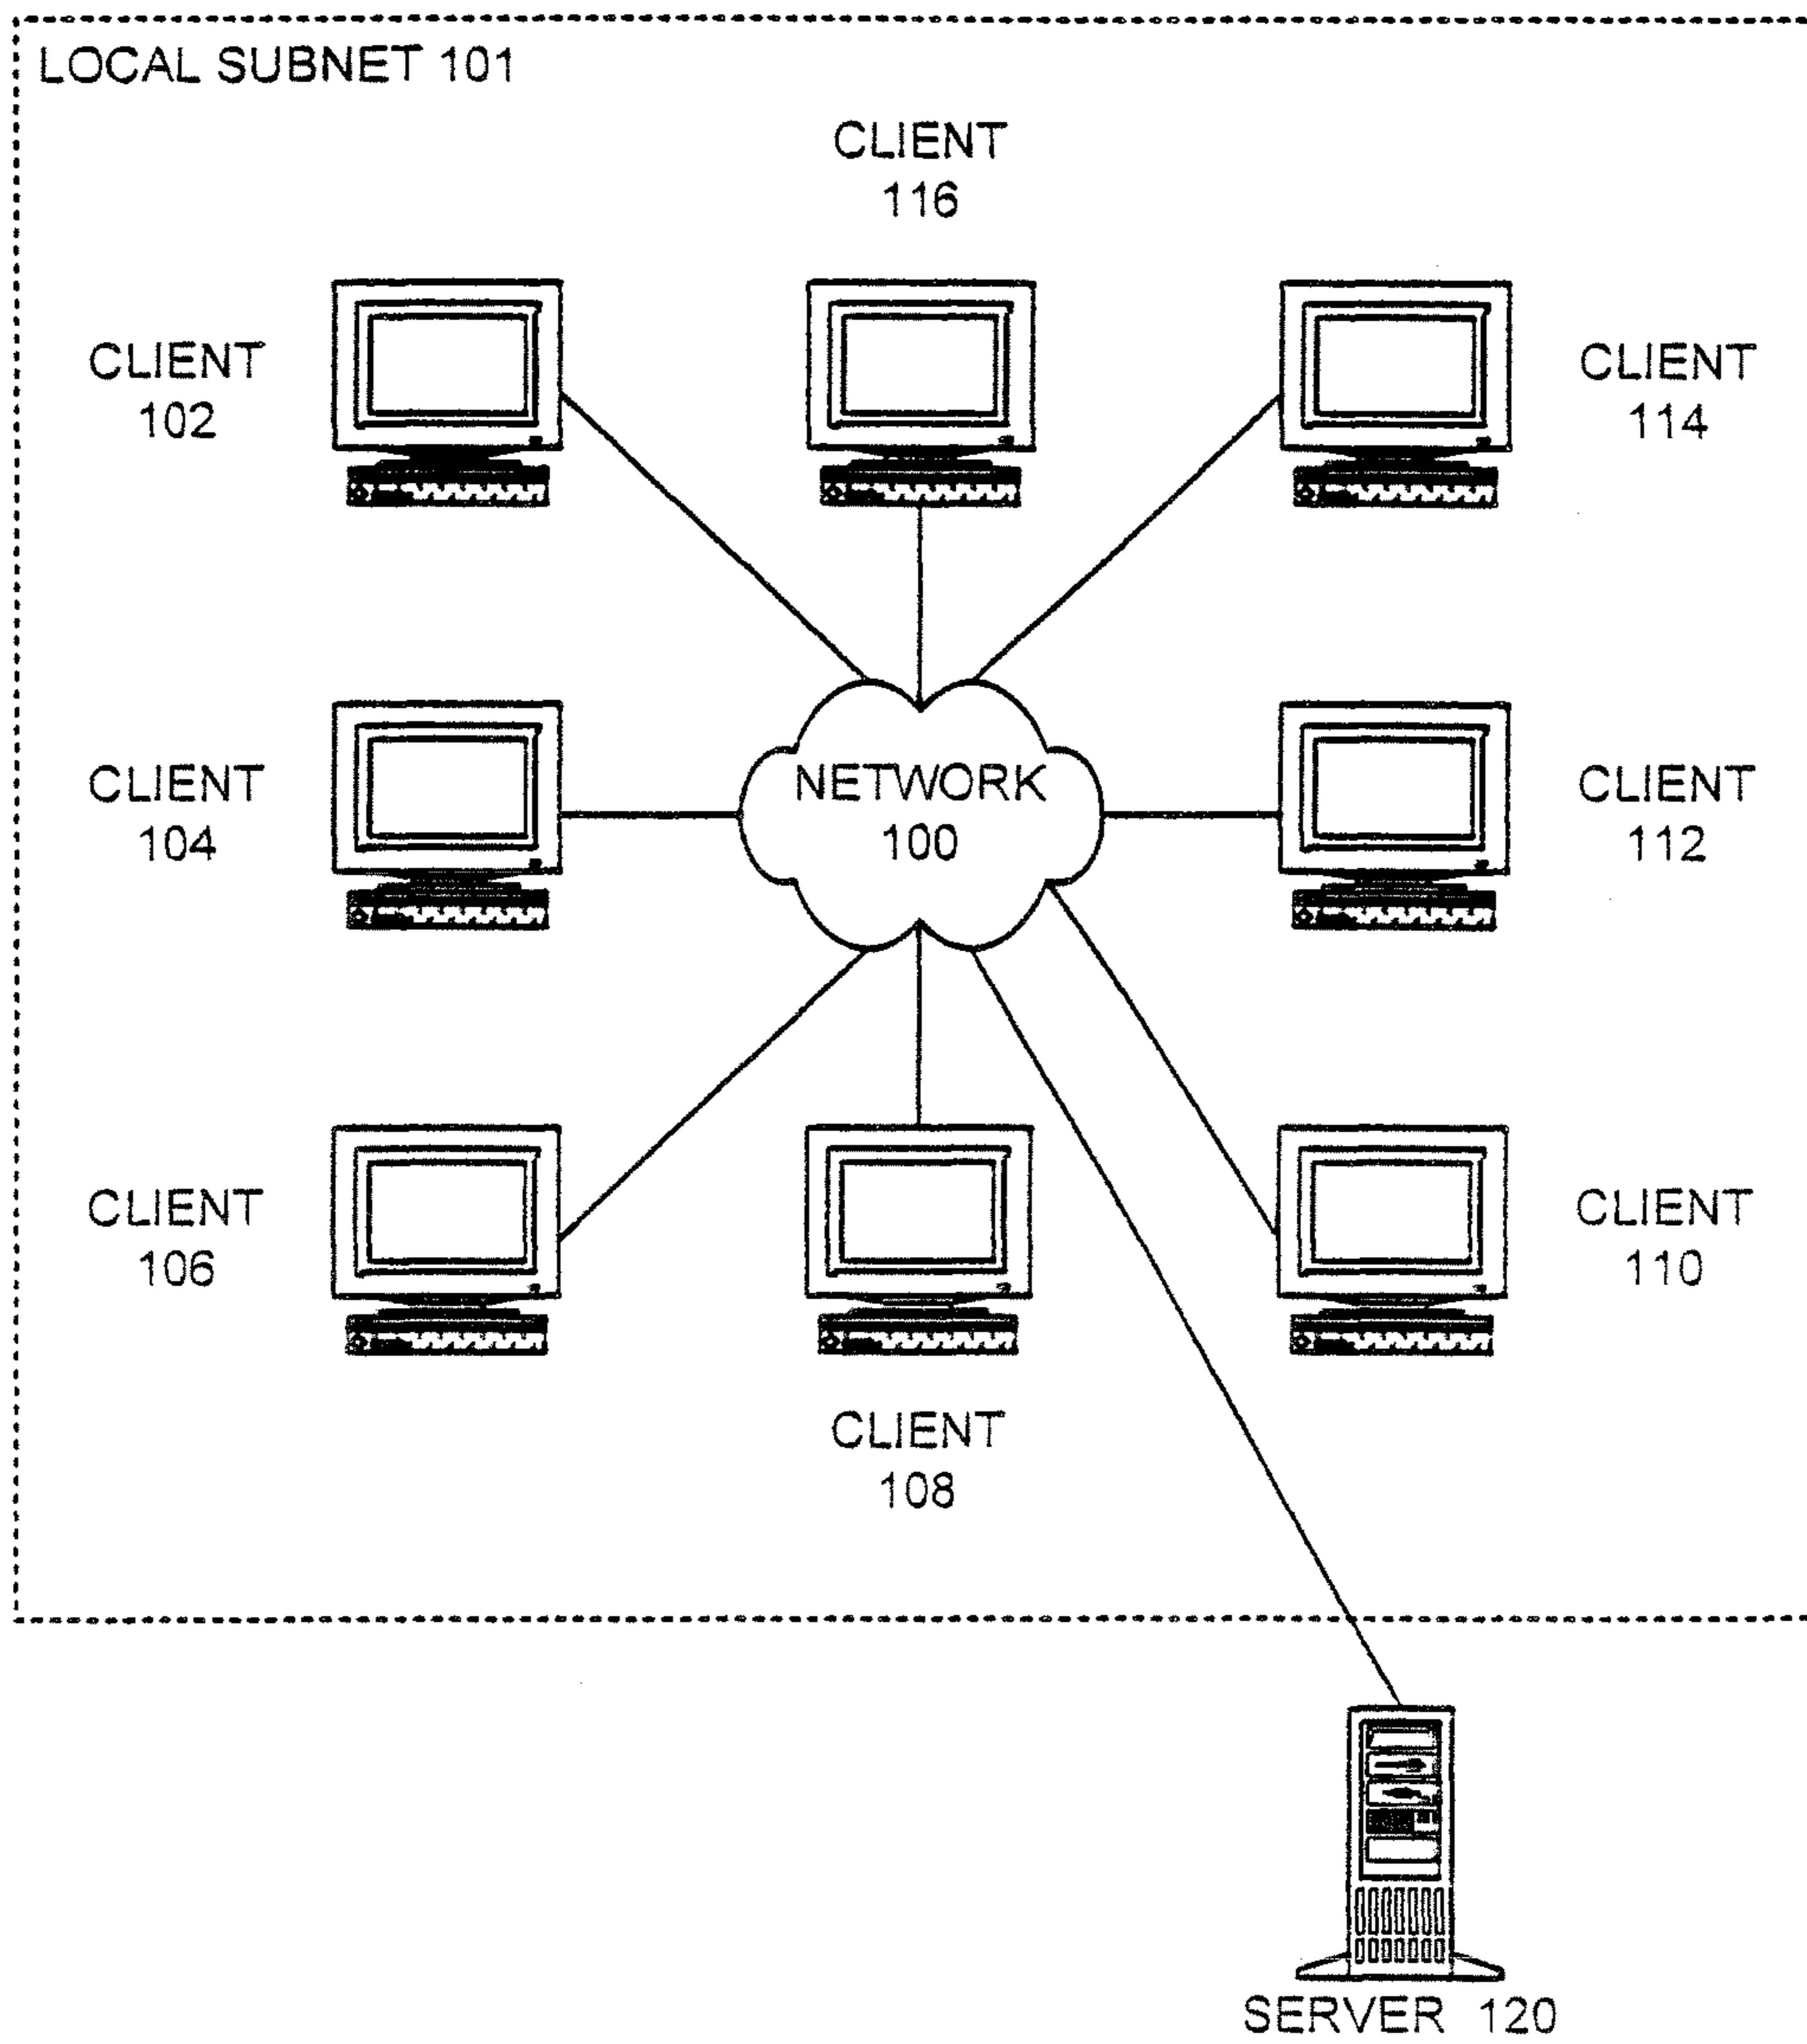 LOCAL SUBNET 101
CLIENT
116
CLIENT
102
CLIENT
114
CLIENT
104
NETWORK
100
CLIENT
112
CLIENT
106
CLIENT
110
CLIENT
108
SERVER 120